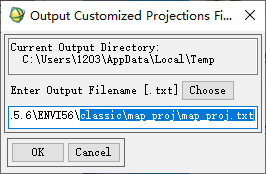 Output Customized Projections Fi...
Current Output Directory:
C:\Users\1203\AppData\Local\Temp
Enter Output Filename [.txt] Choose
.5.6\ENVI56\classic\map_proj\map_proj.txt
OK Cancel